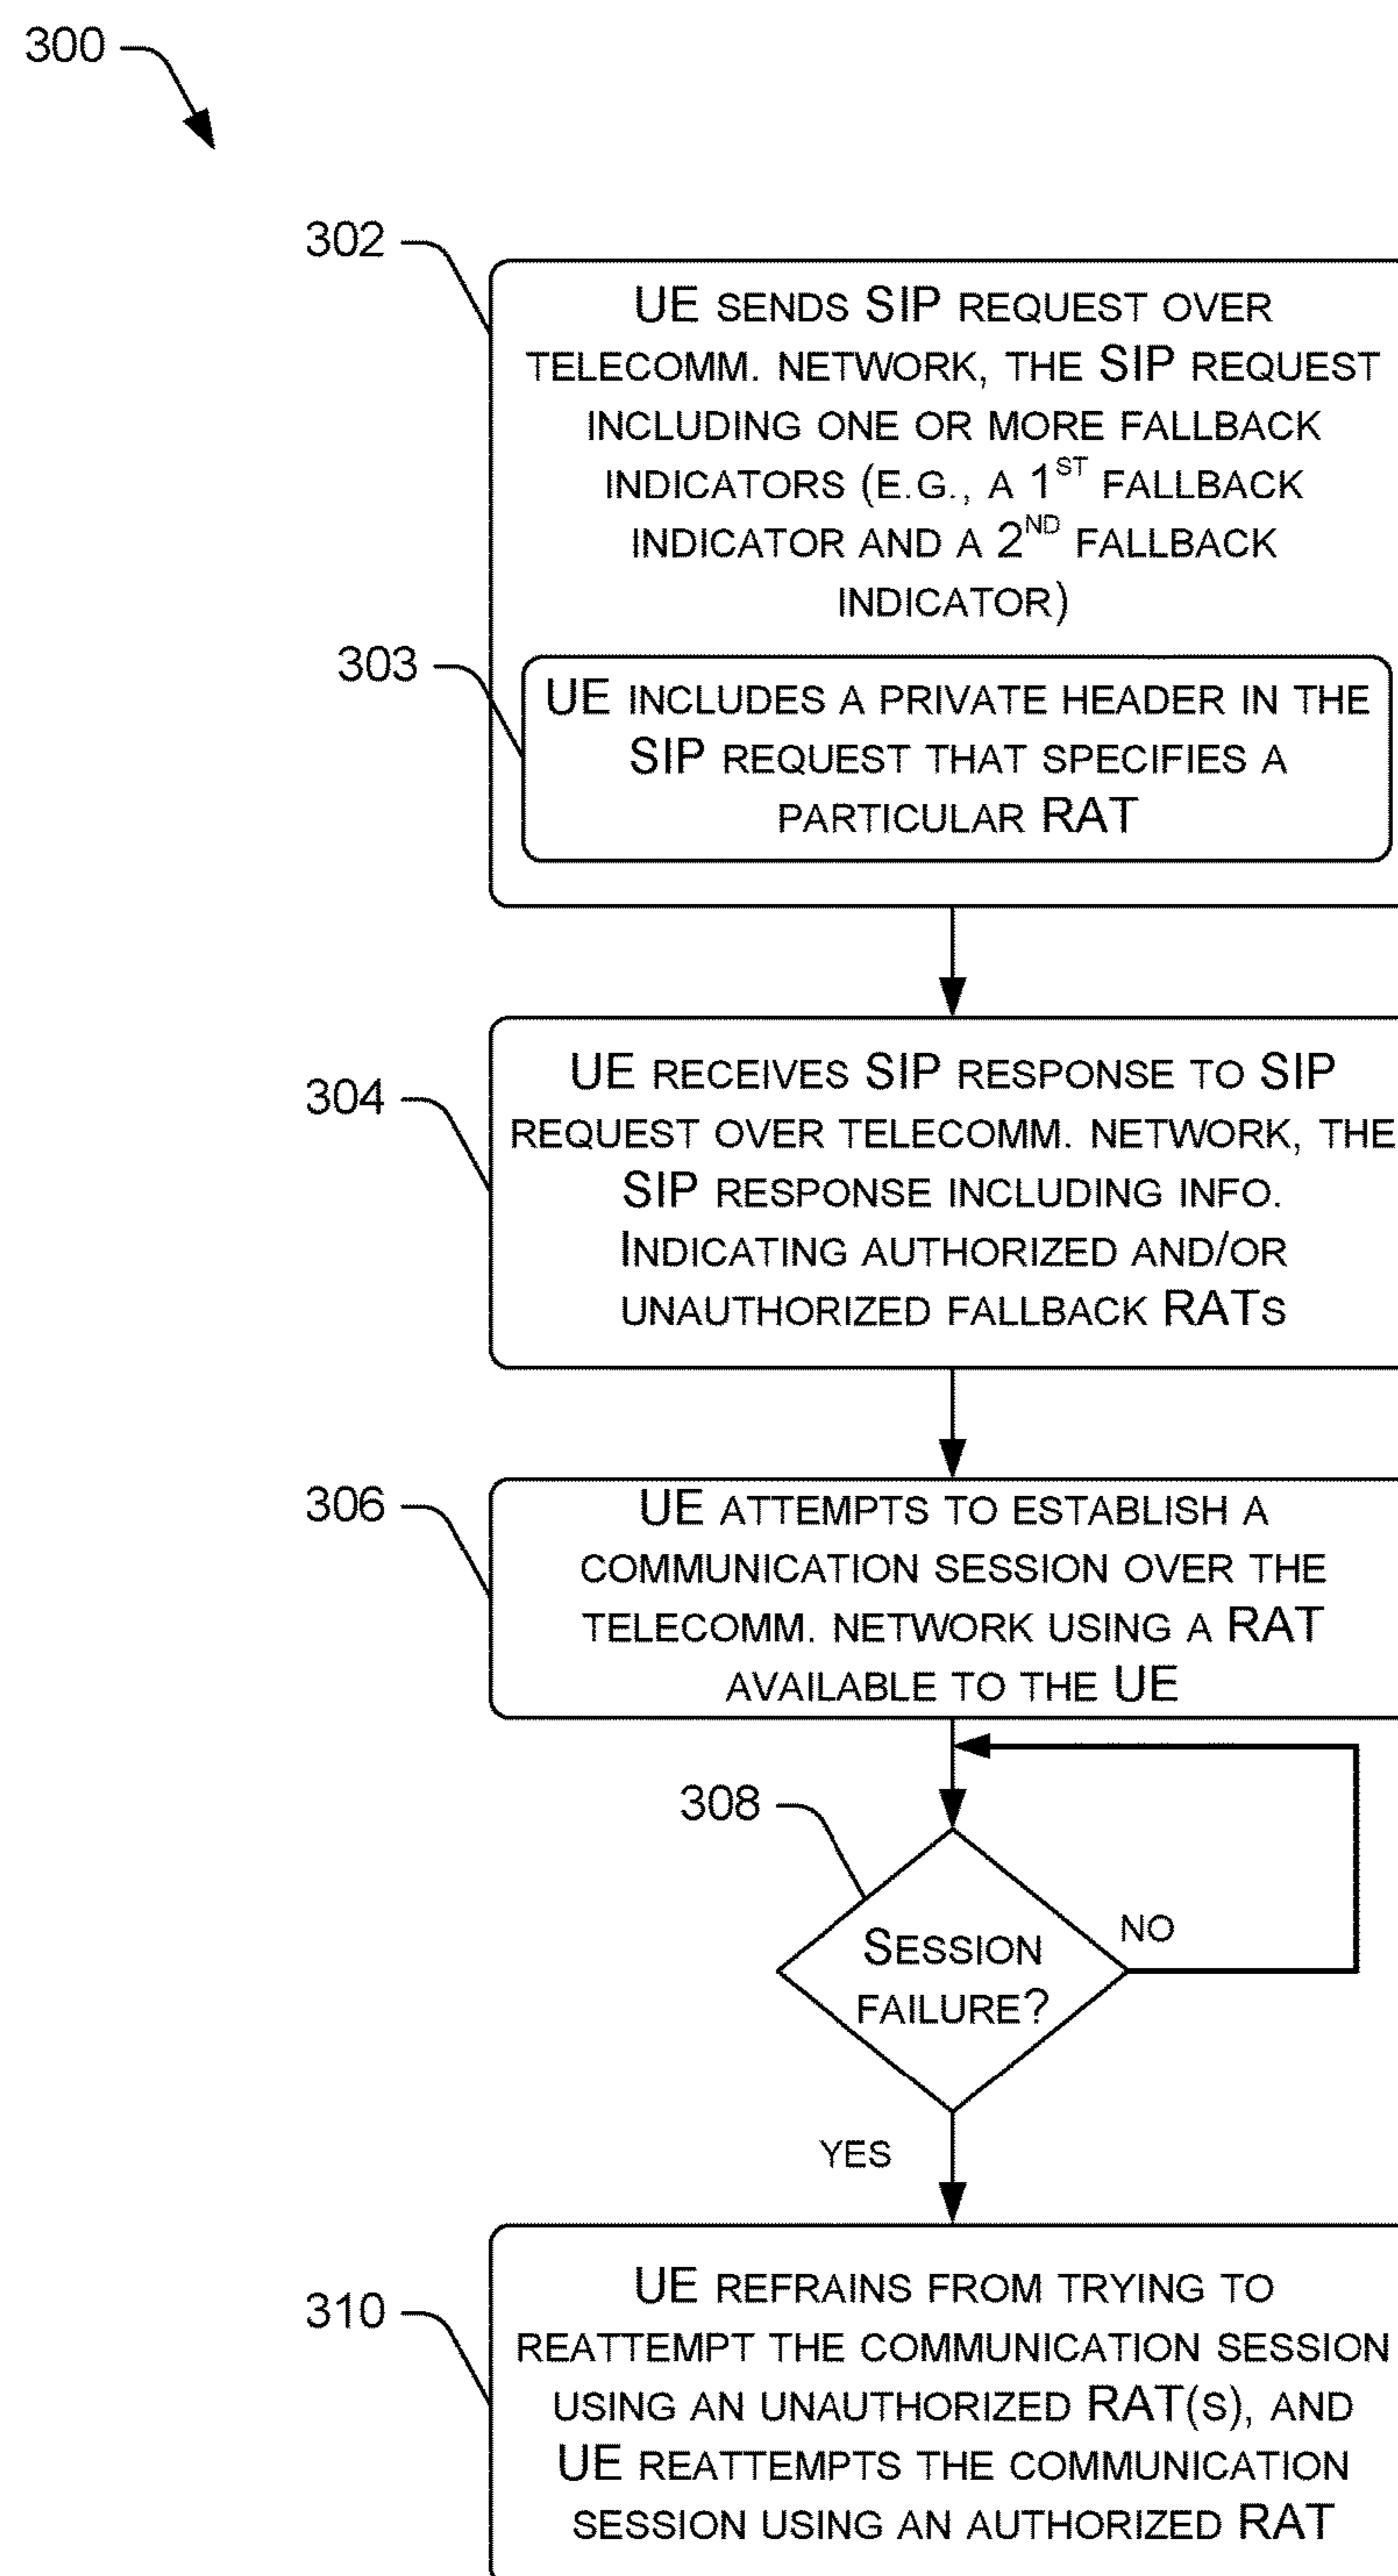 300
302
UE SENDS SIP REQUEST OVER
TELECOMM. NETWORK, THE SIP REQUEST
INCLUDING ONE OR MORE FALLBACK
INDICATORS (E.G., A 1ST FALLBACK
INDICATOR AND A 2ND FALLBACK
INDICATOR)
303
UE INCLUDES A PRIVATE HEADER IN THE
SIP REQUEST THAT SPECIFIES A
PARTICULAR RAT
304
UE RECEIVES SIP RESPONSE TO SIP
REQUEST OVER TELECOMM. NETWORK, THE
SIP RESPONSE INCLUDING INFO.
INDICATING AUTHORIZED AND/OR
UNAUTHORIZED FALLBACK RATS
306
UE ATTEMPTS TO ESTABLISH A
COMMUNICATION SESSION OVER THE
TELECOMM. NETWORK USING A RAT
AVAILABLE TO THE UE
308
SESSION
FAILURE?
NO
YES
310
UE REFRAINS FROM TRYING TO
REATTEMPT THE COMMUNICATION SESSION
USING AN UNAUTHORIZED RAT(S), AND
UE REATTEMPTS THE COMMUNICATION
SESSION USING AN AUTHORIZED RAT